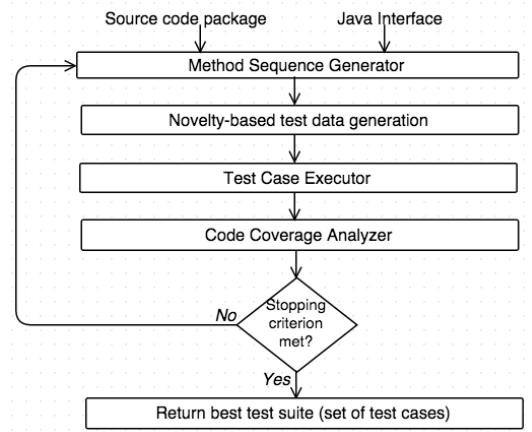 Source code package
Java Interface
Method Sequence Generator
Novelty-based test data generation
Test Case Executor
Code Coverage Analyzer
Stopping
criterion
met?
No
Yes
Return best test suite (set of test cases)